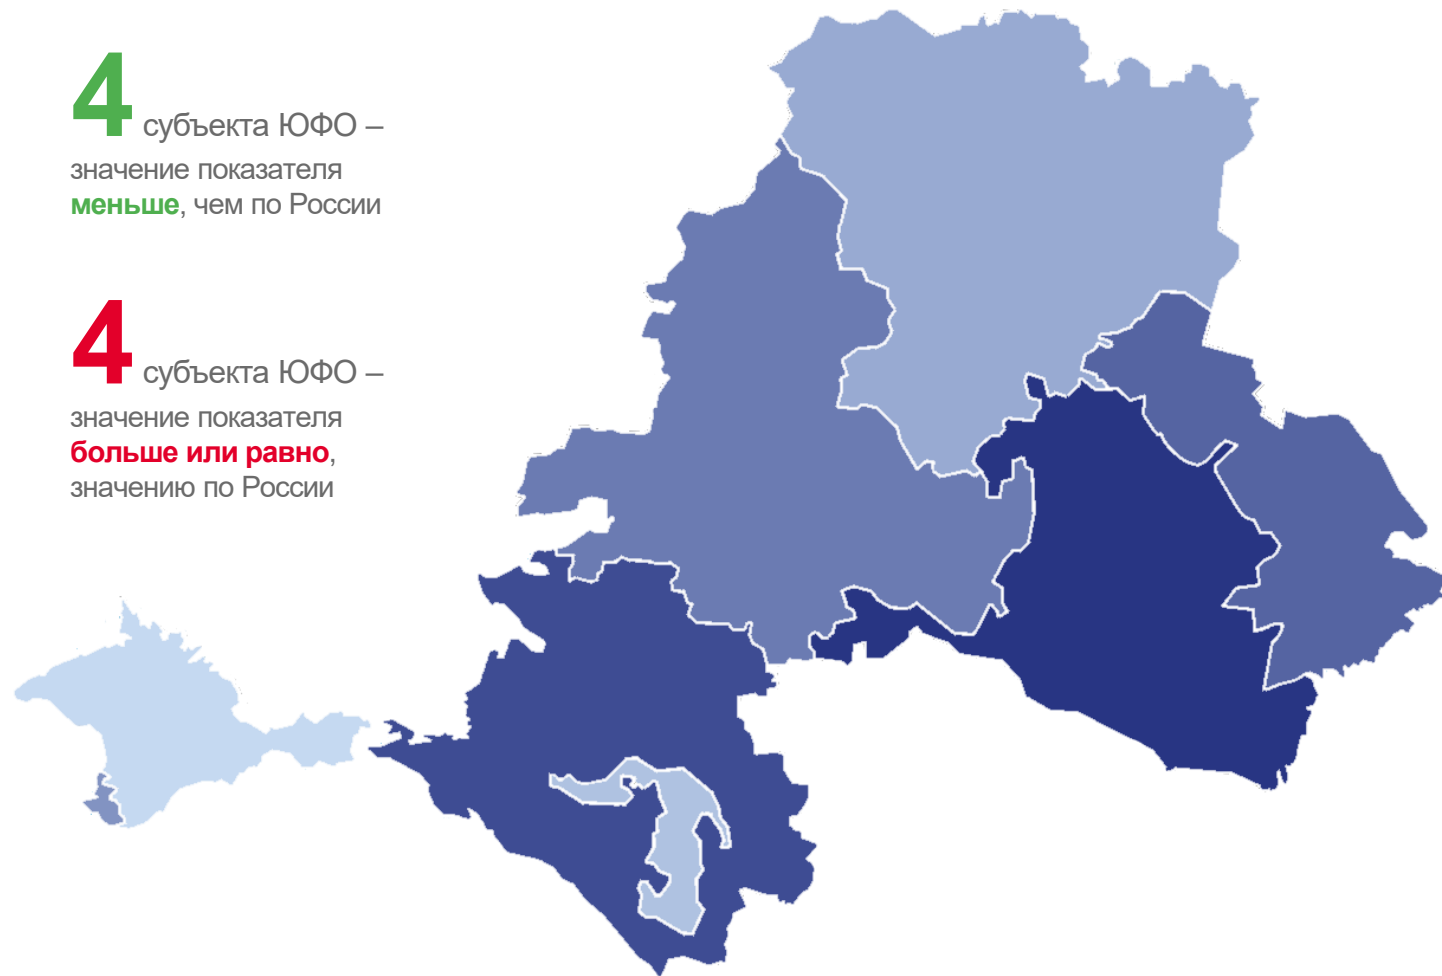 4 субъекта ЮФО –
значение показателя
меньше, чем по России
4 субъекта ЮФО –
значение показателя
больше или равно,
значению по России